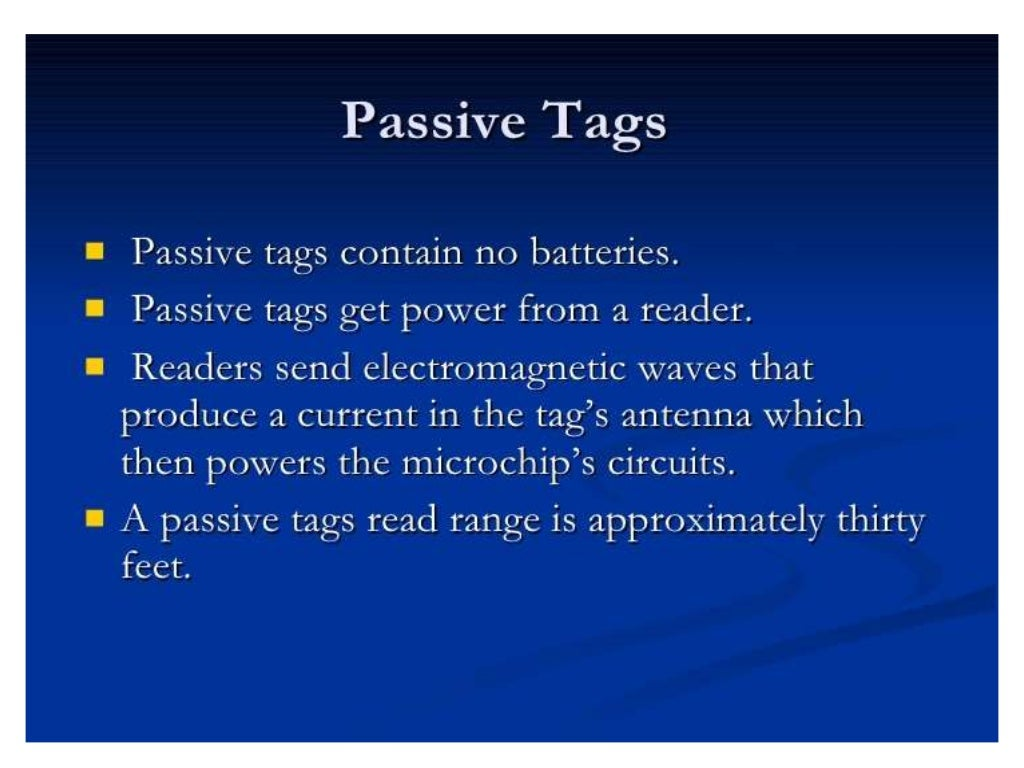 Passive Tags
Passive tags contain no batteries.
Passive tags get power from a reader.
Readers send electromagnetic waves that
produce a current in the tag’s antenna which
then powers the microchip’s circuits.
A passive tags read range is approximately thirty
feet.